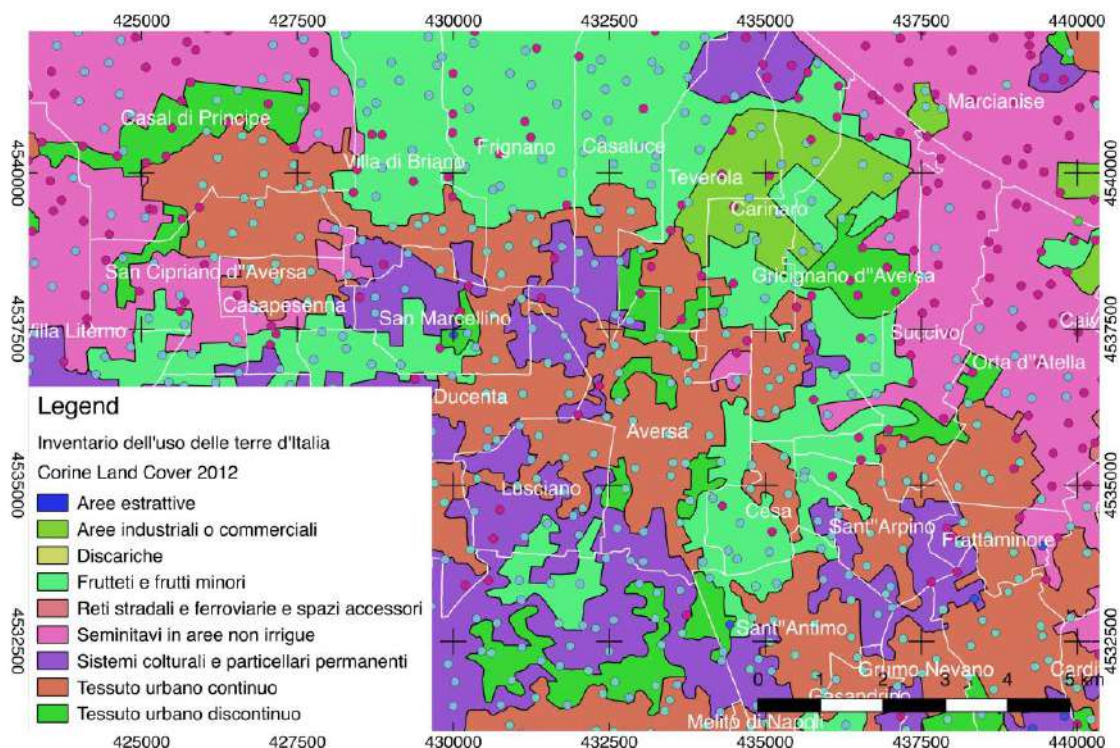 425000 427500 430000 432500 435000 437500 440000
Marcianise
Casal di Principe
Villa di Briano Frignano Casaluce
4540000 4540000
Teverola
Carinaro
San Cipriand d"Aversa Gricignano d"Aversa
Casapesenna
San Marcellino
Villa Literno Succivo Caiv
4537500 4537500
Orta d"Atella
Ducenta
Aversa
Lusciano
4535000 4535000
Cesa
Sant"Arpino
Frattaminore
Sant"Antimo
4532500 4532500
Grumo Nevano Cardi
0 1 2 3 4 5 km
Casandrino
Melito di Napoli
Legend
Inventario dell'uso delle terre d'Italia
Corine Land Cover 2012
Aree estrattive
Aree industriali o commerciali
Discariche
Frutteti e frutti minori
Reti stradali e ferroviarie e spazi accessori
Seminitavi in aree non irrigue
Sistemi colturali e particellari permanenti
Tessuto urbano continuo
Tessuto urbano discontinuo
425000 427500 430000 432500 435000 437500 440000